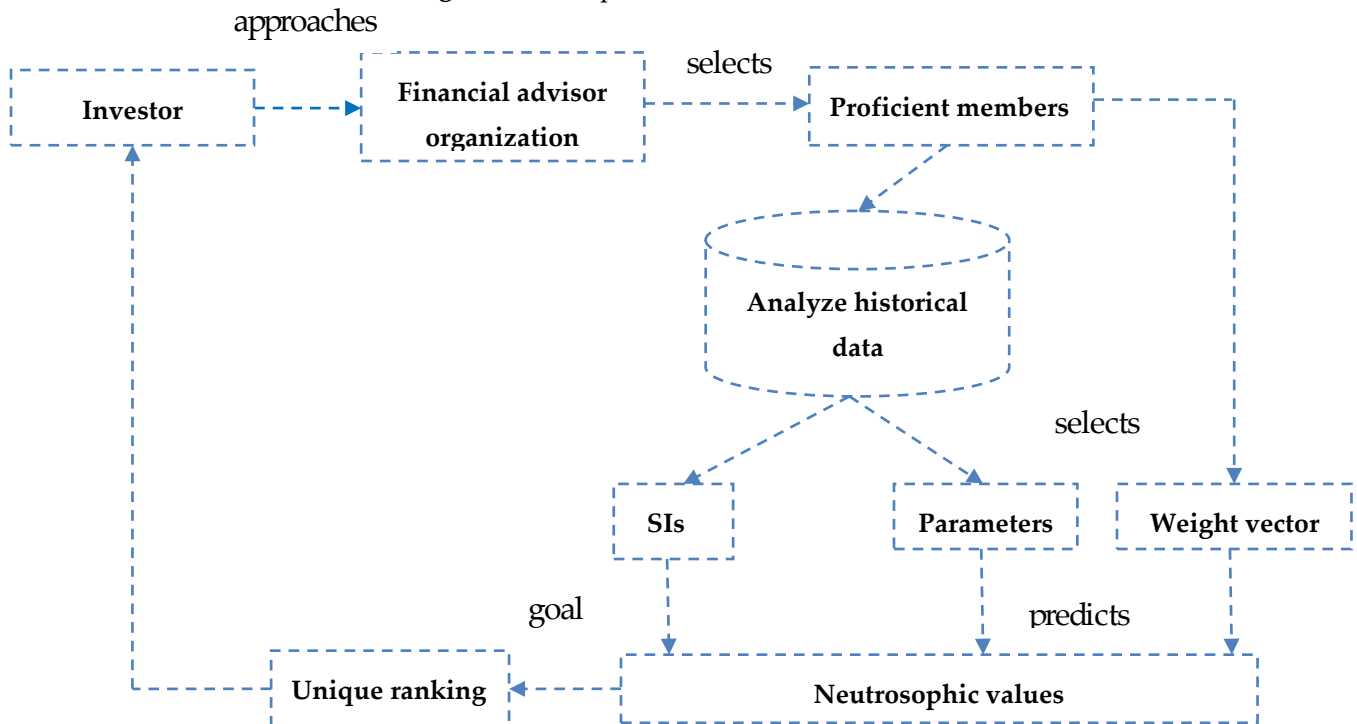 approaches
selects
Investor
Financial advisor
organization
Proficient members
Analyze historical
data
selects
SIs
Parameters
Weight vector
goal
predicts
Unique ranking
Neutrosophic values